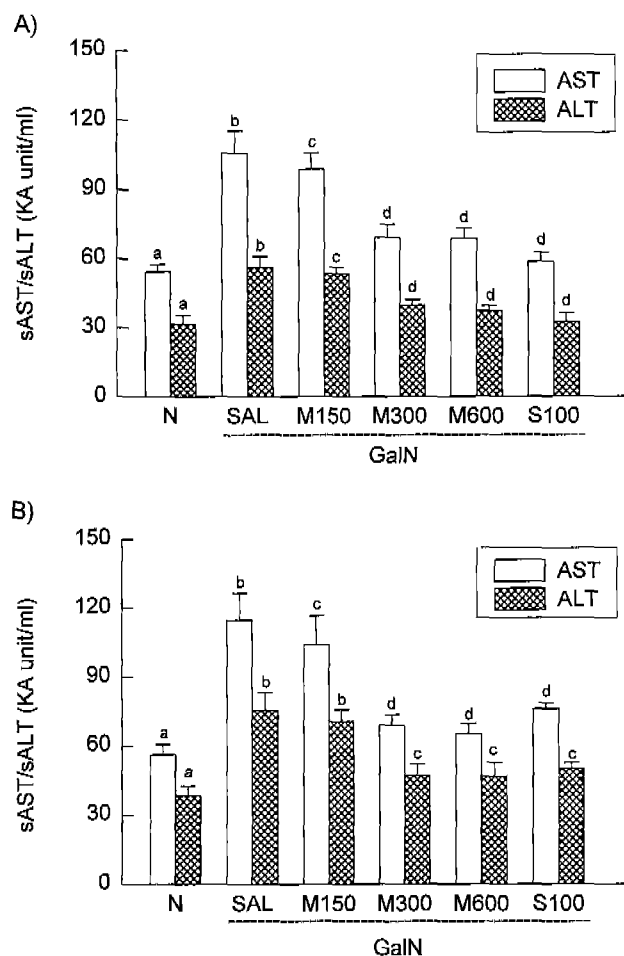 A)
150
AST
ALT
120
b
c
90
d
d
d
a
60
b
c
d
d
d
a
30
0
sAST/sALT (KA unit/ml)
N SAL M150 M300 M600 S100
GalN
B)
150
AST
ALT
b
c
120
90
b
b
d
d
d
a
60
c
c
c
a
30
0
sAST/sALT (KA unit/ml)
N SAL M150 M300 M600 S100
GalN